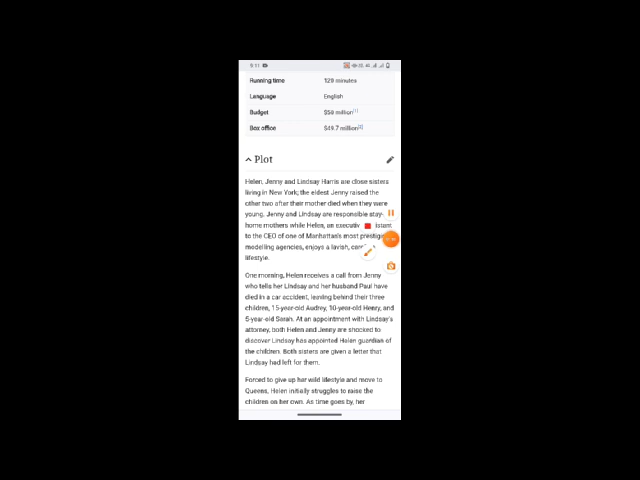 5:11
Running time 120 minutes
Language English
Budget $50 million[1]
Box office $49.7 million[2]
Plot
Helen, Jenny and Lindsay Harris are close sisters
living in New York; the eldest Jenny raised the
other two after their mother died when they were
young. Jenny and Lindsay are responsible stay-
home mothers while Helen, an executiv istant
to the CEO of one of Manhattan's most prestigi
modelling agencies, enjoys a lavish, car
lifestyle.
One morning, Helen receives a call from Jenny
who tells her Lindsay and her husband Paul have
died in a car accident, leaving behind their three
children, 15-year-old Audrey, 10-year-old Henry, and
5-year-old Sarah. At an appointment with Lindsay's
attorney, both Helen and Jenny are shocked to
discover Lindsay has appointed Helen guardian of
the children. Both sisters are given a letter that
Lindsay had left for them.
Forced to give up her wild lifestyle and move to
Queens, Helen initially struggles to raise the
children on her own. As time goes by, her